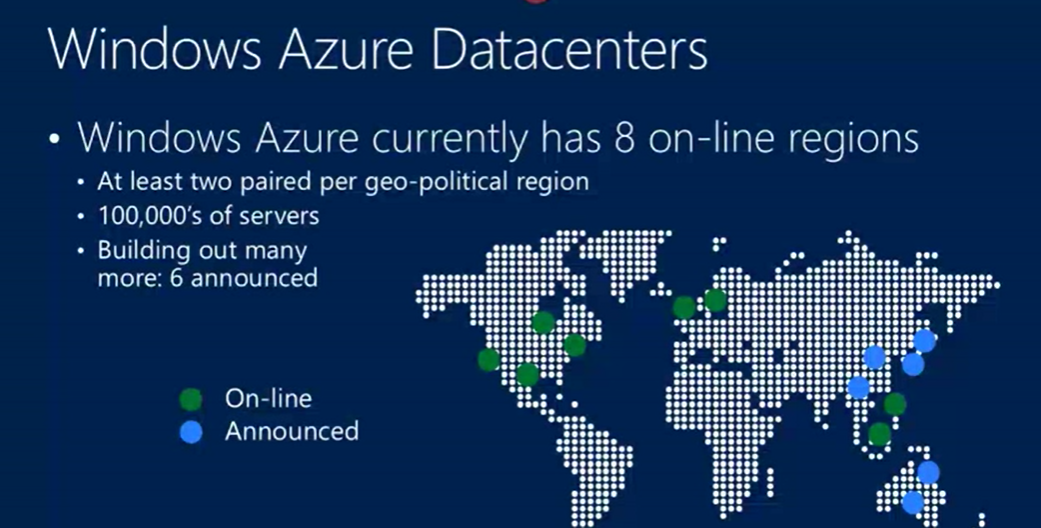 Windows Azure Datacenters
• Windows Azure currently has 8 on-line regions
• At least two paired per geo-political region
• 100,000's of servers
• Building out many
more: 6 announced
On-line
Announced